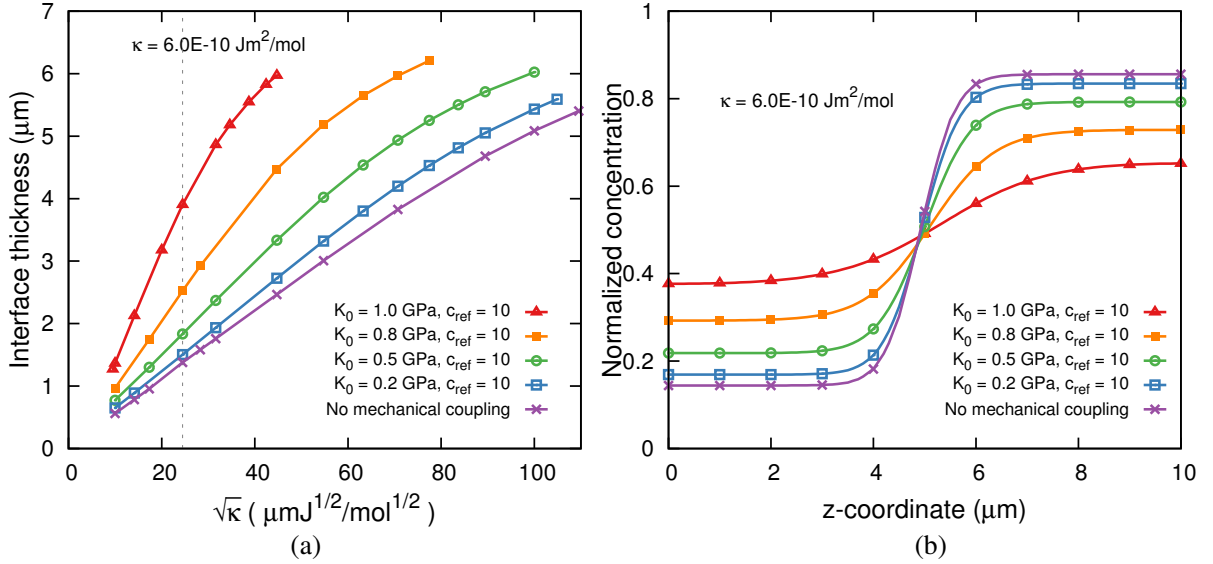 7
6
5
4
3
2
1
0
Interface thickness (μm)
κ = 6.0E-10 Jm²/mol
K₀ = 1.0 GPa, c_ref = 10
K₀ = 0.8 GPa, c_ref = 10
K₀ = 0.5 GPa, c_ref = 10
K₀ = 0.2 GPa, c_ref = 10
No mechanical coupling
0 20 40 60 80 100
√κ ( μmJ^1/2/mol^1/2)
(a)
1
0.8
0.6
0.4
0.2
0
Normalized concentration
κ = 6.0E-10 Jm²/mol
K₀ = 1.0 GPa, c_ref = 10
K₀ = 0.8 GPa, c_ref = 10
K₀ = 0.5 GPa, c_ref = 10
K₀ = 0.2 GPa, c_ref = 10
No mechanical coupling
0 2 4 6 8 10
z-coordinate (μm)
(b)